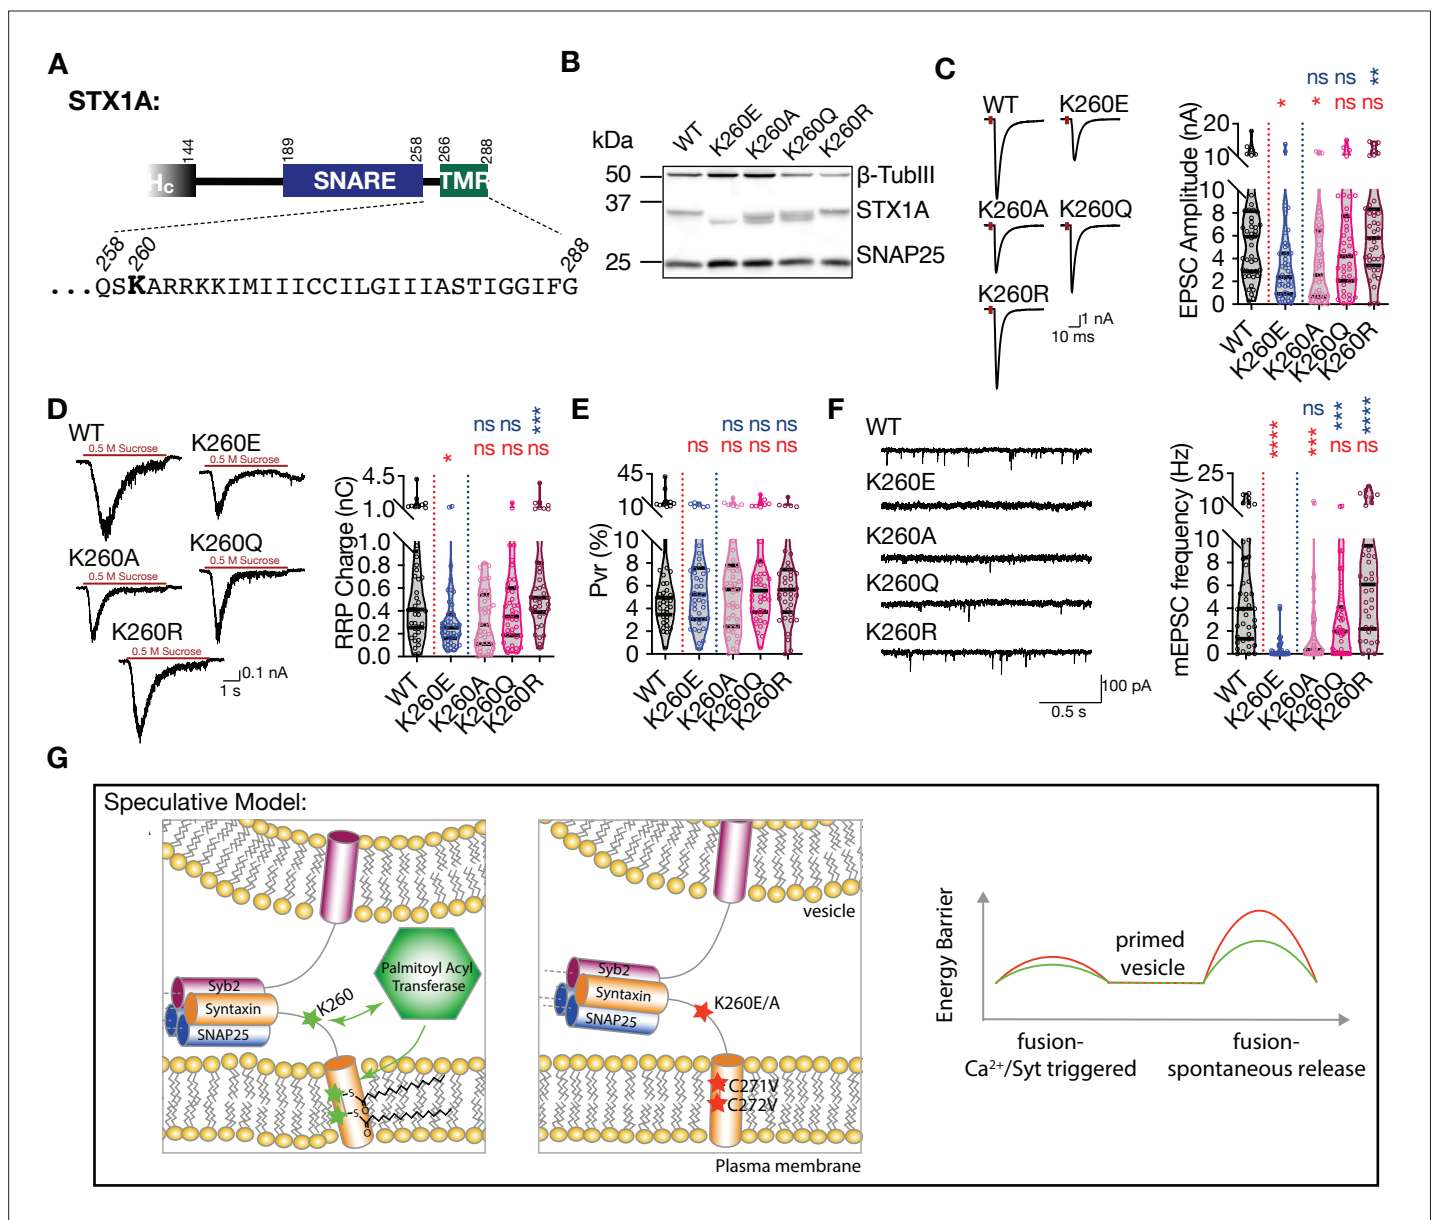 A
STX1A:
144
189
258
266
288
Hc
SNARE
TMR
258
260
288
...QSKARRKKIMIIICCILGIIIASTIGGIFG
B
kDa
WT
K260E
K260A
K260Q
K260R
50
37
25
β-TubIII
STX1A
SNAP25
C
WT
K260E
K260A
K260Q
K260R
1 nA
10 ms
ns ns **
* * ns ns
EPSC Amplitude (nA)
20
10
10
8
6
4
2
0
WT
K260E
K260A
K260Q
K260R
D
WT
0.5 M Sucrose
K260E
0.5 M Sucrose
K260A
0.5 M Sucrose
K260Q
0.5 M Sucrose
K260R
0.5 M Sucrose
0.1 nA
1 s
ns ns ***
* ns ns ns
RRP Charge (nC)
4.5
1.0
1.0
0.8
0.6
0.4
0.2
0.0
WT
K260E
K260A
K260Q
K260R
E
ns ns ns
ns ns ns ns
Pvr (%)
45
10
10
8
6
4
2
0
WT
K260E
K260A
K260Q
K260R
F
WT
K260E
K260A
K260Q
K260R
100 pA
0.5 s
ns *** ****
**** *** ns ns
mEPSC frequency (Hz)
25
10
10
8
6
4
2
0
WT
K260E
K260A
K260Q
K260R
G
Speculative Model:
Syb2
Syntaxin
SNAP25
K260
Palmitoyl Acyl
Transferase
S
O
S
O
vesicle
Syb2
Syntaxin
SNAP25
K260E/A
C271V
C272V
Plasma membrane
Energy Barrier
primed
vesicle
fusion-
Ca²⁺/Syt triggered
fusion-
spontaneous release